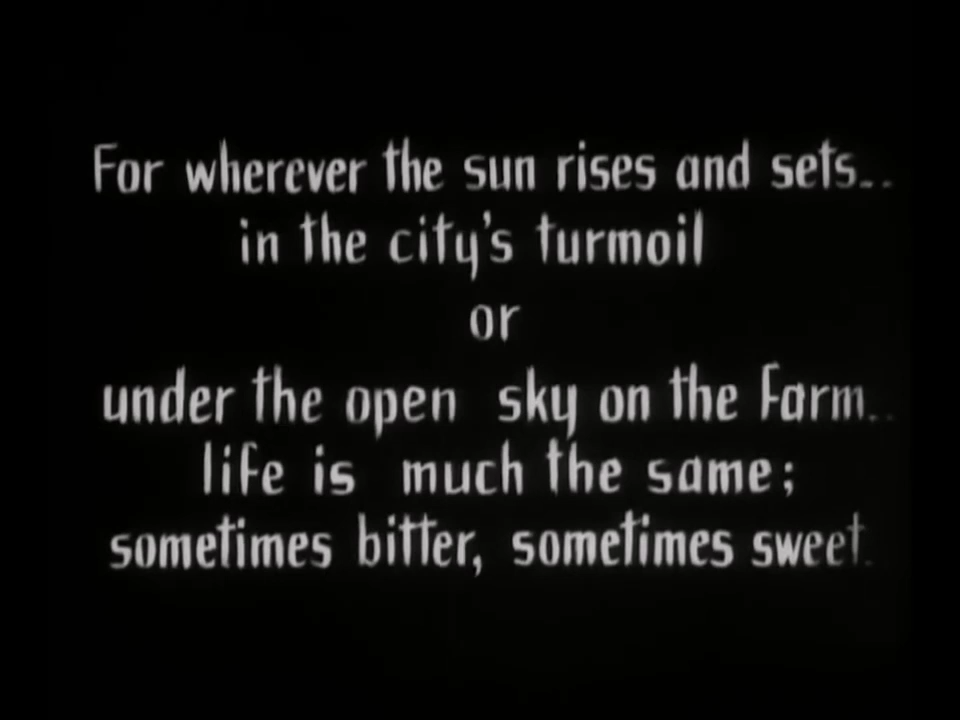 For wherever the sun rises and sets..
in the city's turmoil
or
under the open sky on the farm..
life is much the same;
sometimes bitter, sometimes sweet.